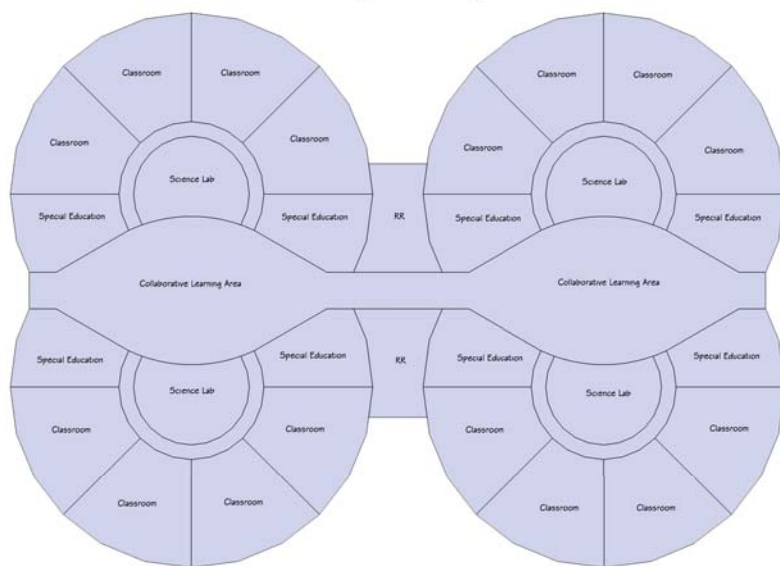 Classroom
Classroom
Classroom
Classroom
Classroom
Classroom
Classroom
Classroom
Science Lab
Science Lab
Special Education
Special Education
RR
Special Education
Special Education
Collaborative Learning Area
Collaborative Learning Area
Special Education
Special Education
RR
Special Education
Special Education
Science Lab
Science Lab
Classroom
Classroom
Classroom
Classroom
Classroom
Classroom
Classroom
Classroom